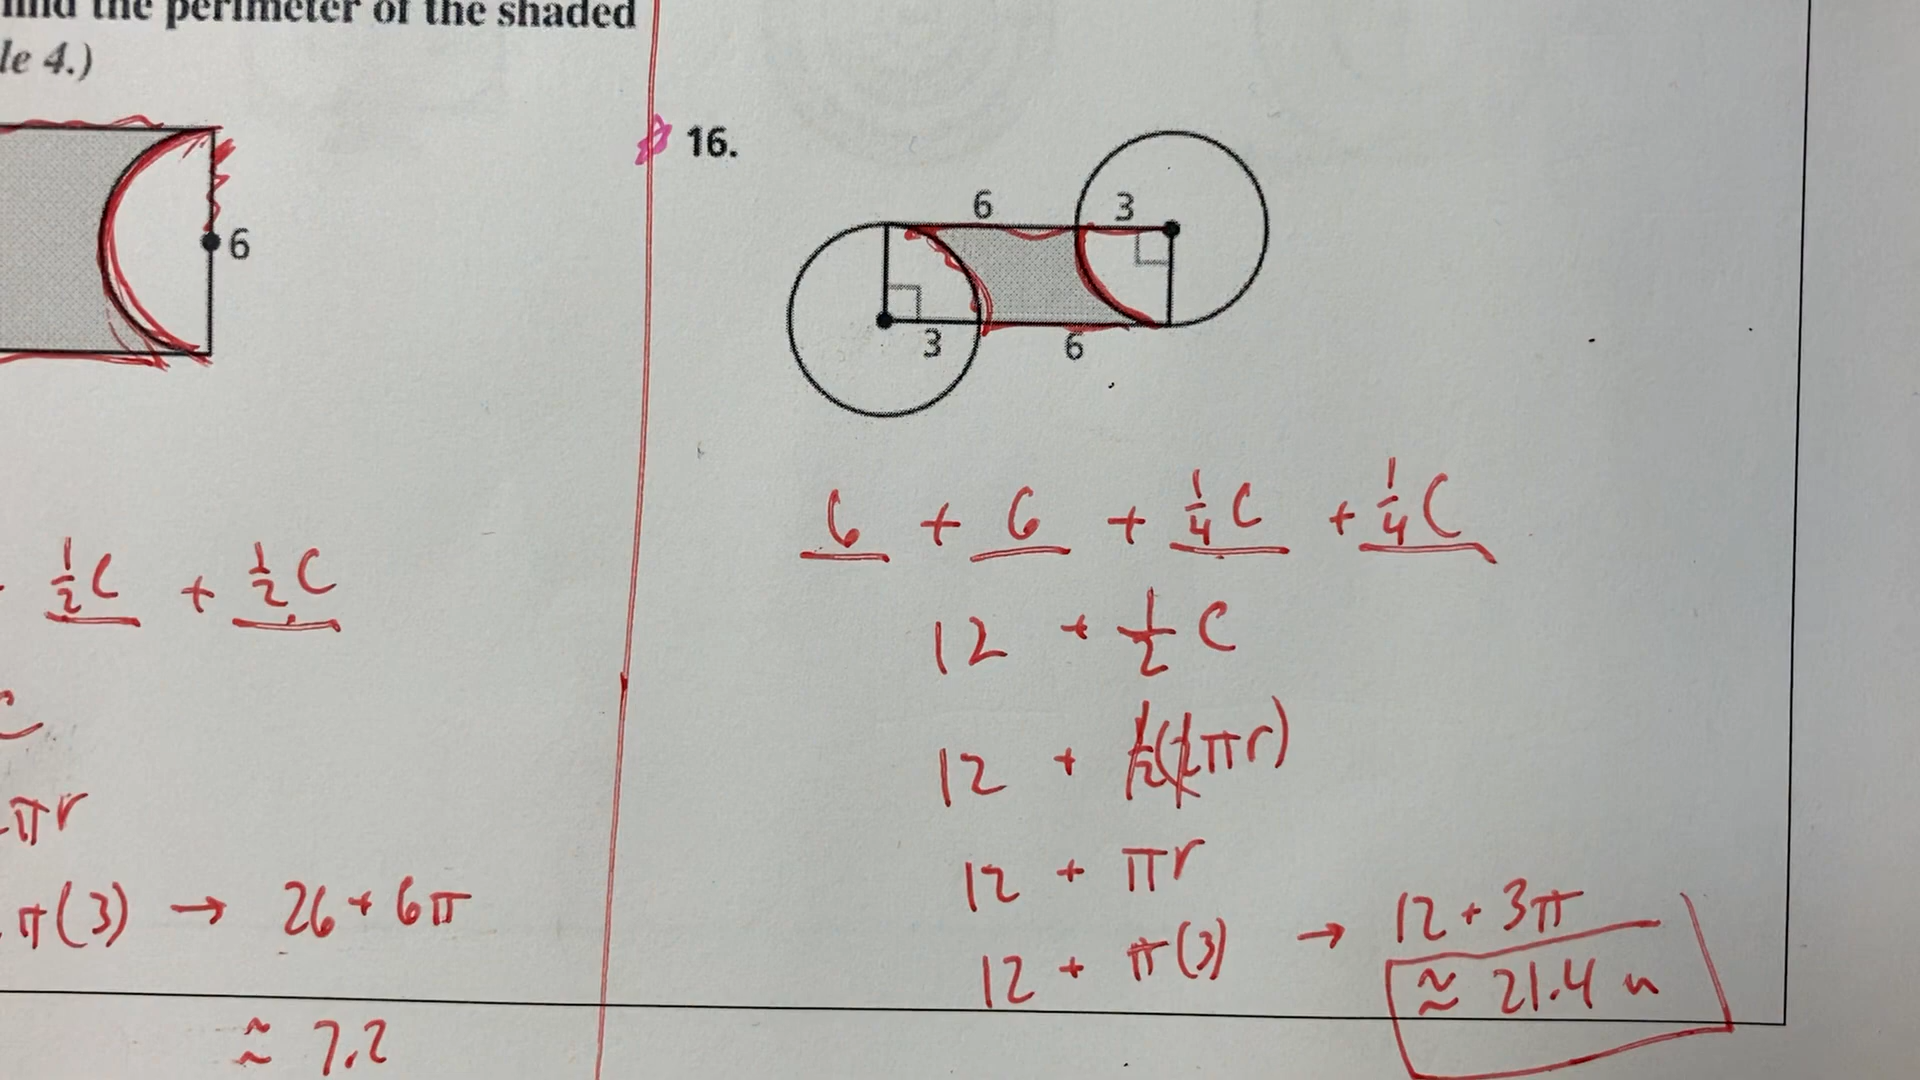 find the perimeter of the shaded
le 4.)
6
1/2 C + 1/2 C
πr
π(3) → 26 + 6π
≈ 7.2
16.
6 3
3 6
6 + 6 + 1/4 C + 1/4 C
12 + 1/2 C
12 + 1/2(2πr)
12 + πr
12 + π(3) → 12 + 3π
≈ 21.4 u